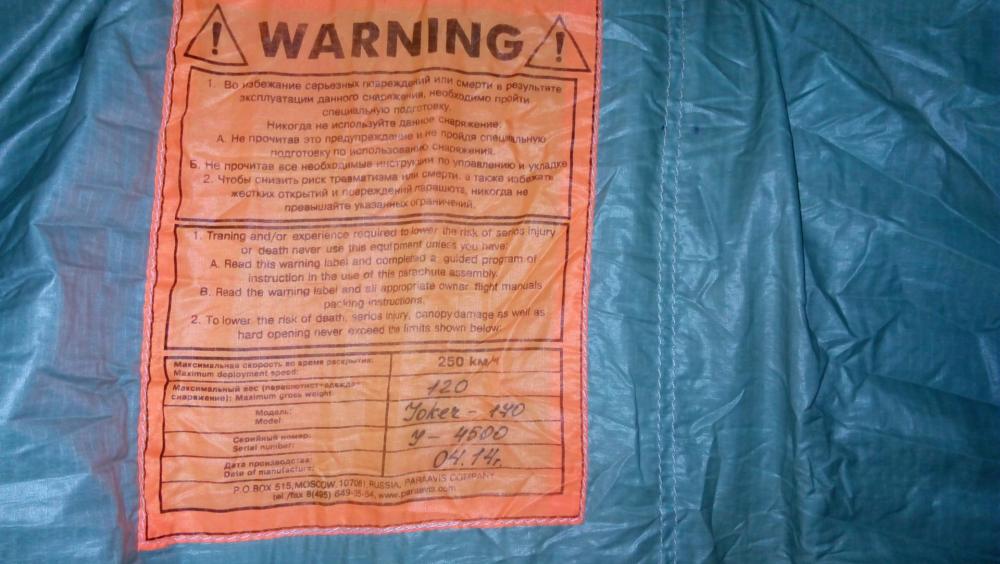 WARNING
1. Во избежание серьезных повреждений или смерти в результате
эксплуатации данного снаряжения, необходимо пройти
специальную подготовку.
Никогда не используйте данное снаряжение:
А. Не прочитав это предупреждение и не пройдя специальную
подготовку по использованию снаряжения.
Б. Не прочитав все необходимые инструкции по управлению и укладке
2. Чтобы снизить риск травматизма или смерти, а также избежать
жестких открытий и повреждений парашюта, никогда не
превышайте указанных ограничений.
1. Traning and/or experience required to lower the risk of series injury
or death never use this equipment unless you have:
A. Read this warning label and completed a guided program of
instruction in the use of this parachute assembly.
B. Read the warning label and all appropriate owner flight manuals
packing instructions.
2. To lower the risk of death, series injury, canopy damage as well as
hard opening never exceed the limits shown below:
Максимальная скорость во время раскрытия:
Maximum deployment speed:
250 км/ч
Максимальный вес (парашютист+одежда+
снаряжение): Maximum gross weight:
120
Модель:
Model:
Joker - 170
Серийный номер:
Serial number:
У - 4500
Дата производства:
Date of manufacture:
04.14г.
P.O.BOX 515, MOSCOW, 107061, RUSSIA, PARAAVIS COMPANY
tel./fax 8(495) 649-35-54, www.paraavis.com